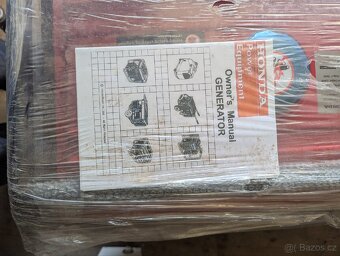 HONDA
Power
Equipment
Owner's Manual
GENERATOR
Bazos.cz